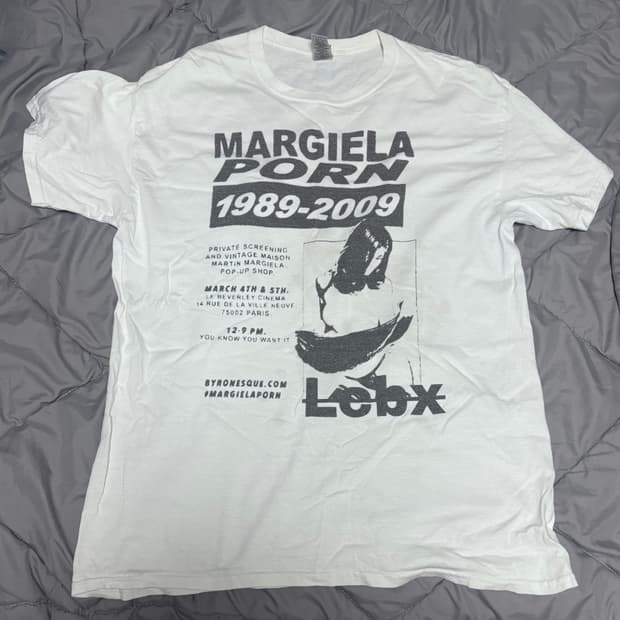 MARGIELA
PORN
1989-2009
PRIVATE SCREENING
AND VINTAGE MAISON
MARTIN MARGIELA
POP-UP SHOP
MARCH 4TH & 5TH.
LE BEVERLEY CINEMA
14 RUE DE LA VILLE NEUVE
75002 PARIS
12-9 PM.
YOU KNOW YOU WANT IT
BYRONESQUE.COM
#MARGIELAPORN
Lebx